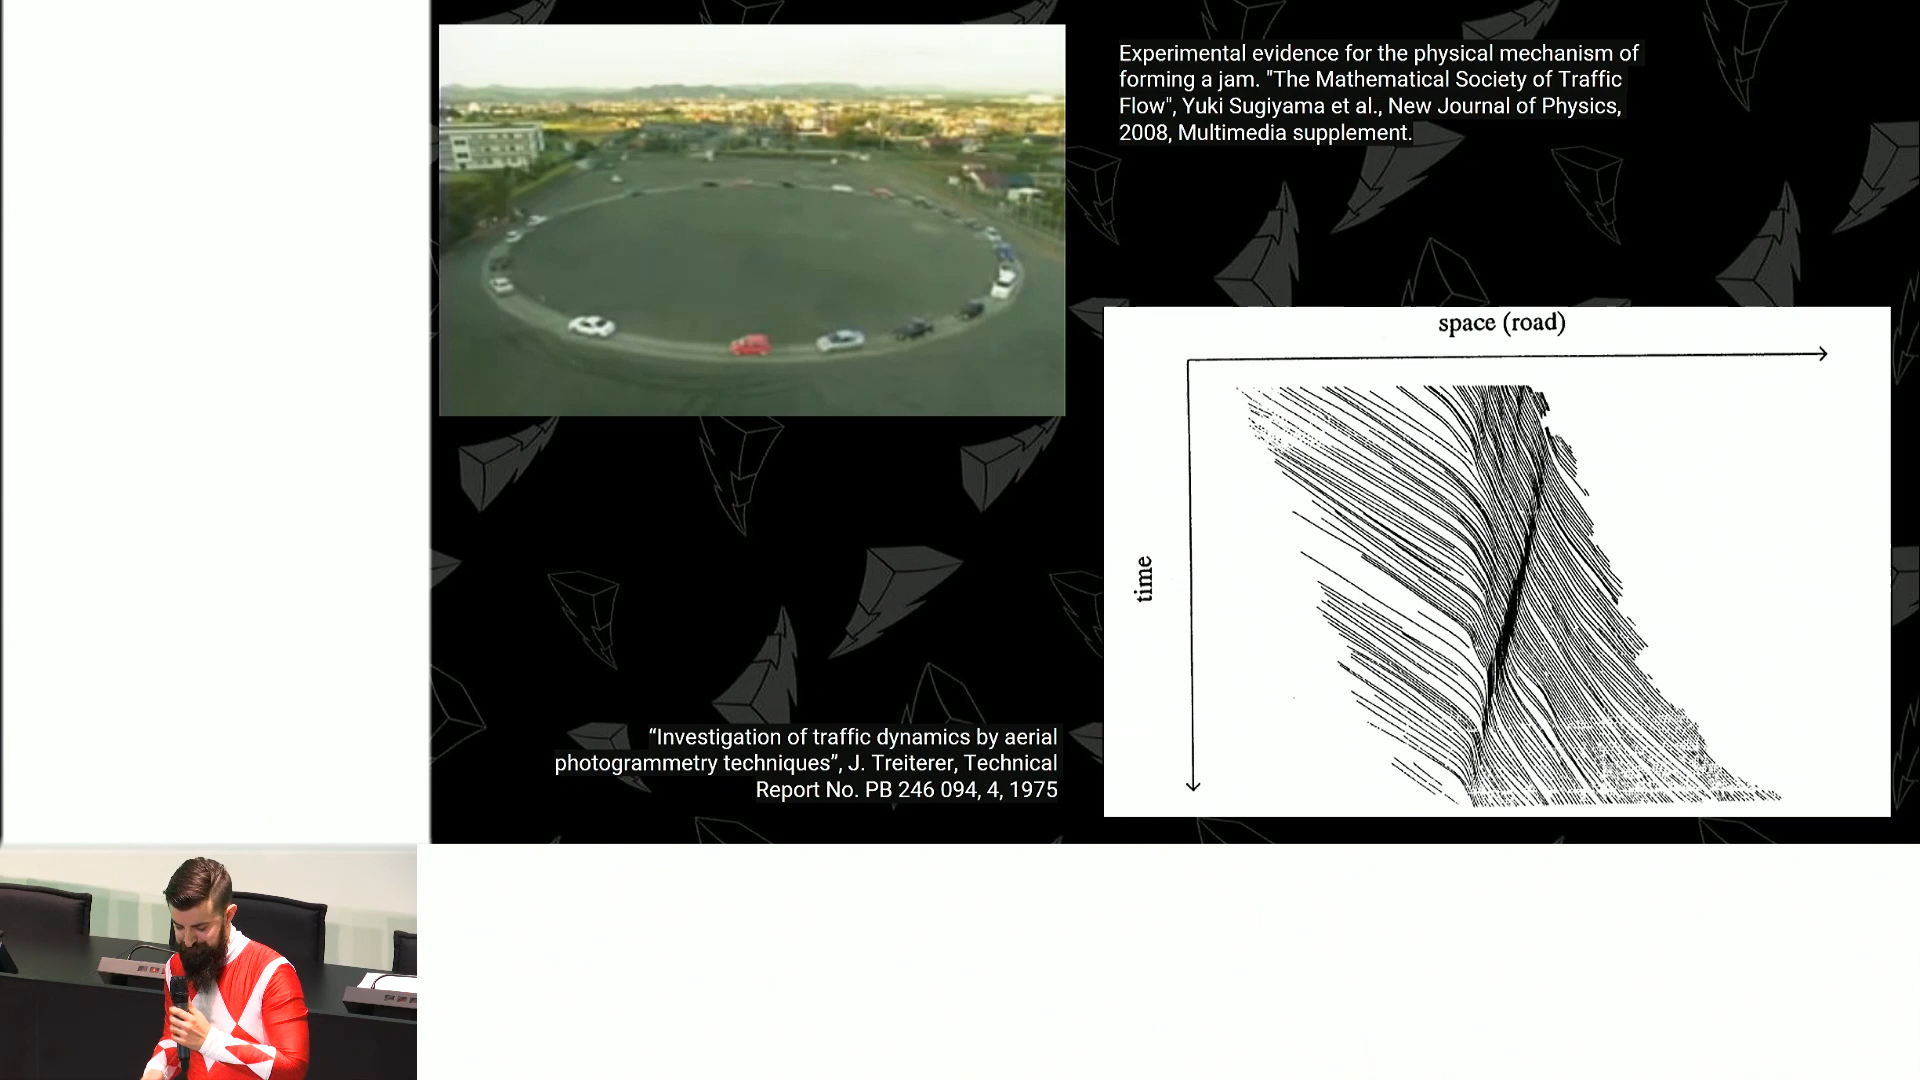 Experimental evidence for the physical mechanism of
forming a jam. "The Mathematical Society of Traffic
Flow", Yuki Sugiyama et al., New Journal of Physics,
2008, Multimedia supplement.
space (road)
time
“Investigation of traffic dynamics by aerial
photogrammetry techniques”, J. Treiterer, Technical
Report No. PB 246 094, 4, 1975